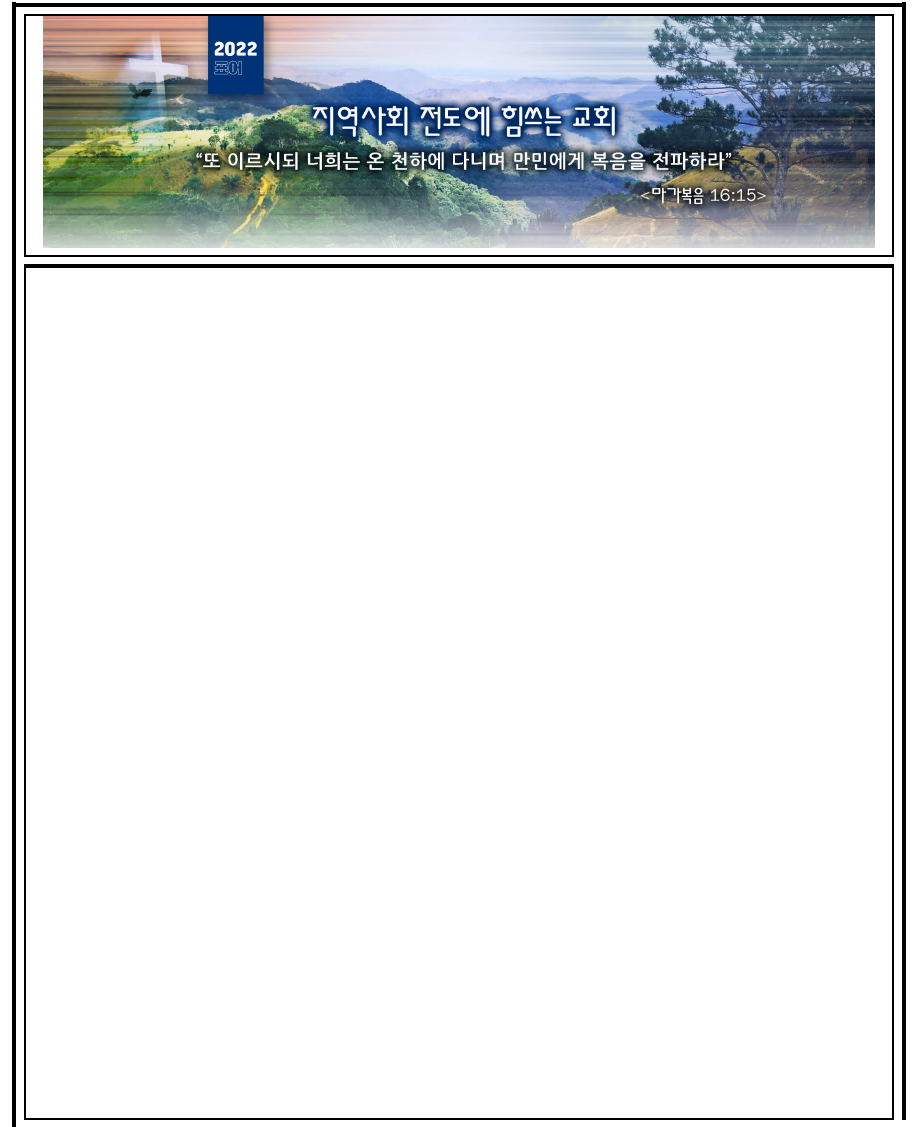 2022
표어
지역사회 전도에 힘쓰는 교회
“또 이르시되 너희는 온 천하에 다니며 만민에게 복음을 전파하라”
<마가복음 16:15>